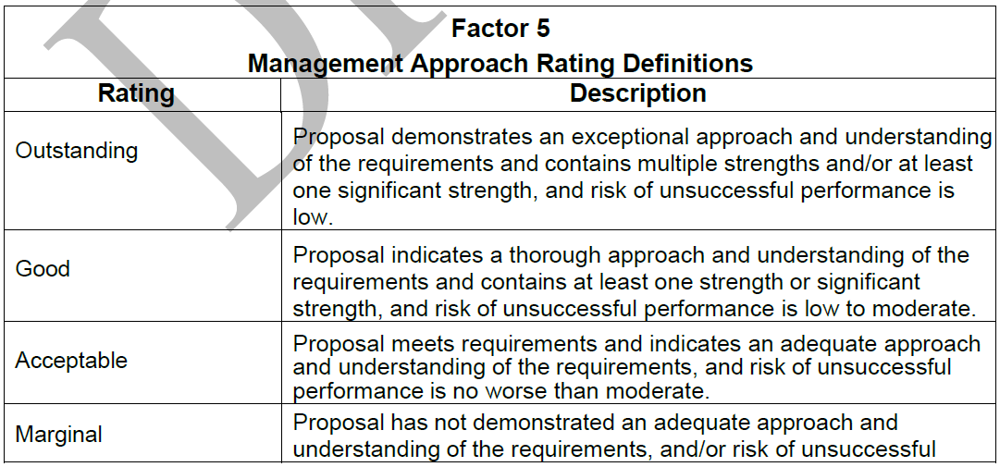 Factor 5
Management Approach Rating Definitions
Rating Description
Outstanding
Proposal demonstrates an exceptional approach and understanding
of the requirements and contains multiple strengths and/or at least
one significant strength, and risk of unsuccessful performance is
low.
Good
Proposal indicates a thorough approach and understanding of the
requirements and contains at least one strength or significant
strength, and risk of unsuccessful performance is low to moderate.
Acceptable
Proposal meets requirements and indicates an adequate approach
and understanding of the requirements, and risk of unsuccessful
performance is no worse than moderate.
Marginal
Proposal has not demonstrated an adequate approach and
understanding of the requirements, and/or risk of unsuccessful